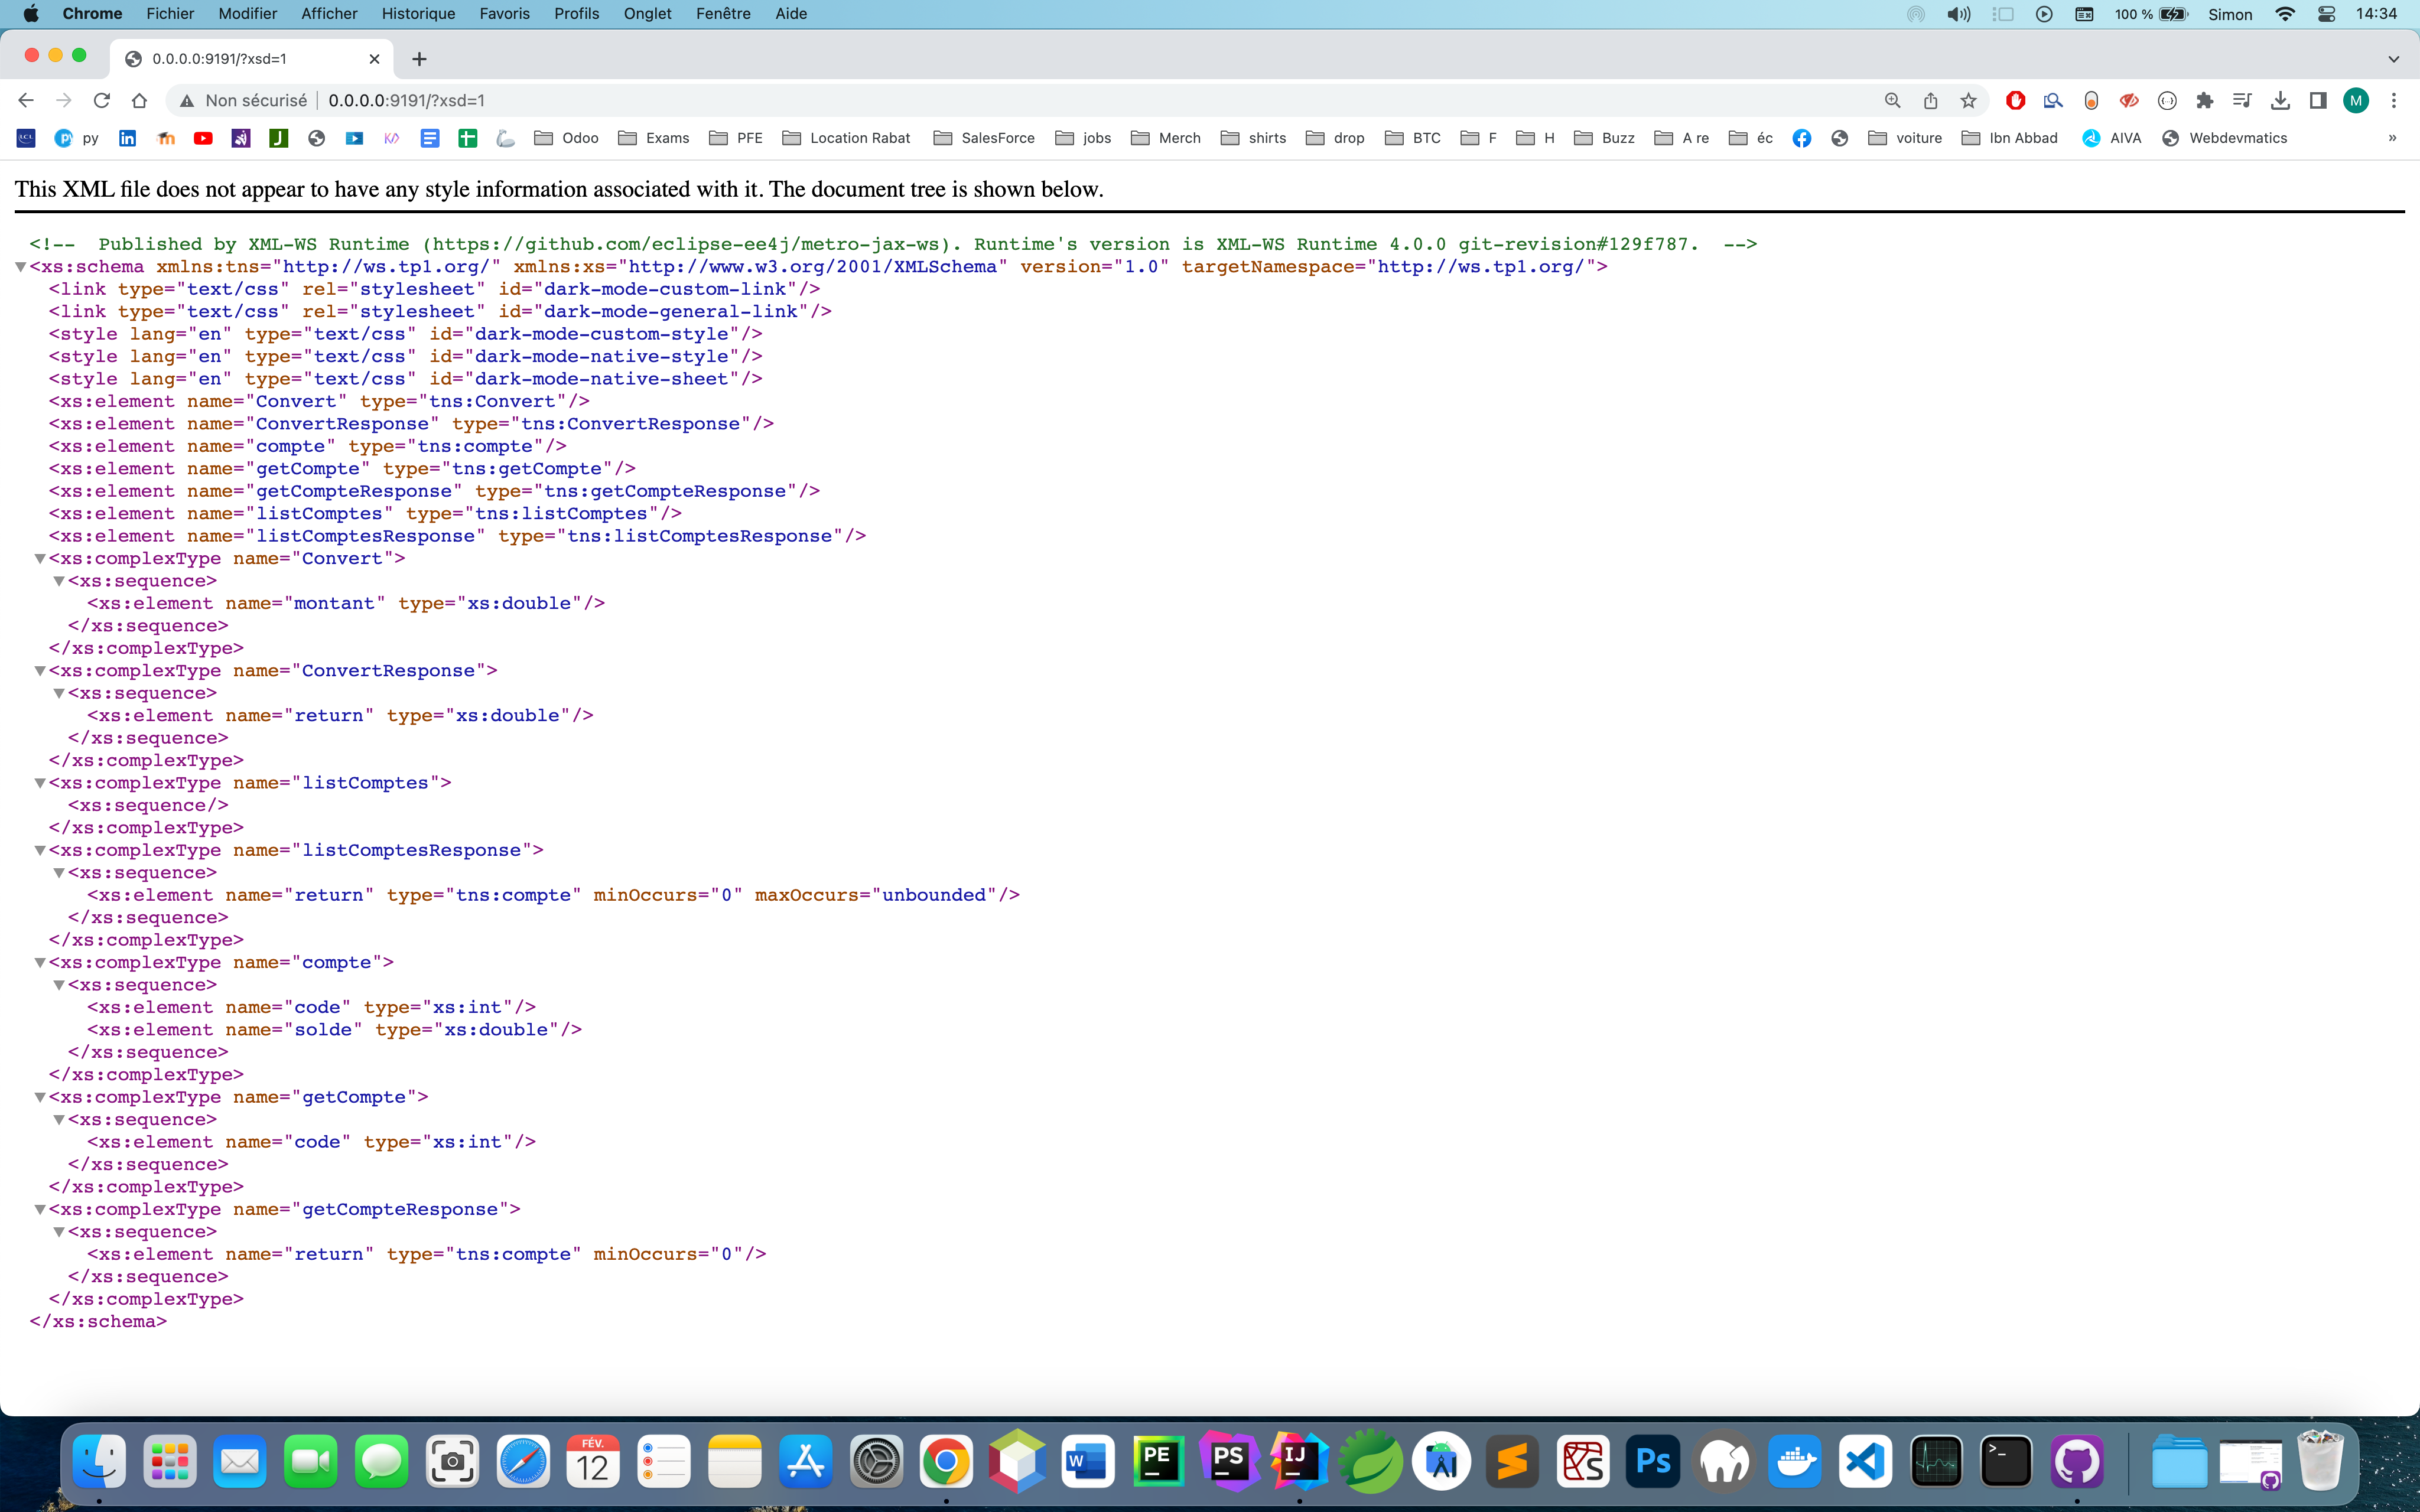 Chrome Fichier Modifier Afficher Historique Favoris Profils Onglet Fenêtre Aide 100 % Simon 14:34
0.0.0.0:9191/?xsd=1
Non sécurisé 0.0.0.0:9191/?xsd=1 M
py Odoo Exams PFE Location Rabat SalesForce jobs Merch shirts drop BTC F H Buzz A re éc voiture Ibn Abbad AIVA Webdevmatics »
This XML file does not appear to have any style information associated with it. The document tree is shown below.
<!-- Published by XML-WS Runtime (https://github.com/eclipse-ee4j/metro-jax-ws). Runtime's version is XML-WS Runtime 4.0.0 git-revision#129f787. -->
<xs:schema xmlns:tns="http://ws.tp1.org/" xmlns:xs="http://www.w3.org/2001/XMLSchema" version="1.0" targetNamespace="http://ws.tp1.org/">
<link type="text/css" rel="stylesheet" id="dark-mode-custom-link"/>
<link type="text/css" rel="stylesheet" id="dark-mode-general-link"/>
<style lang="en" type="text/css" id="dark-mode-custom-style"/>
<style lang="en" type="text/css" id="dark-mode-native-style"/>
<style lang="en" type="text/css" id="dark-mode-native-sheet"/>
<xs:element name="Convert" type="tns:Convert"/>
<xs:element name="ConvertResponse" type="tns:ConvertResponse"/>
<xs:element name="compte" type="tns:compte"/>
<xs:element name="getCompte" type="tns:getCompte"/>
<xs:element name="getCompteResponse" type="tns:getCompteResponse"/>
<xs:element name="listComptes" type="tns:listComptes"/>
<xs:element name="listComptesResponse" type="tns:listComptesResponse"/>
<xs:complexType name="Convert">
<xs:sequence>
<xs:element name="montant" type="xs:double"/>
</xs:sequence>
</xs:complexType>
<xs:complexType name="ConvertResponse">
<xs:sequence>
<xs:element name="return" type="xs:double"/>
</xs:sequence>
</xs:complexType>
<xs:complexType name="listComptes">
<xs:sequence/>
</xs:complexType>
<xs:complexType name="listComptesResponse">
<xs:sequence>
<xs:element name="return" type="tns:compte" minOccurs="0" maxOccurs="unbounded"/>
</xs:sequence>
</xs:complexType>
<xs:complexType name="compte">
<xs:sequence>
<xs:element name="code" type="xs:int"/>
<xs:element name="solde" type="xs:double"/>
</xs:sequence>
</xs:complexType>
<xs:complexType name="getCompte">
<xs:sequence>
<xs:element name="code" type="xs:int"/>
</xs:sequence>
</xs:complexType>
<xs:complexType name="getCompteResponse">
<xs:sequence>
<xs:element name="return" type="tns:compte" minOccurs="0"/>
</xs:sequence>
</xs:complexType>
</xs:schema>
FÉV.
12 W PE PS IJ Ps